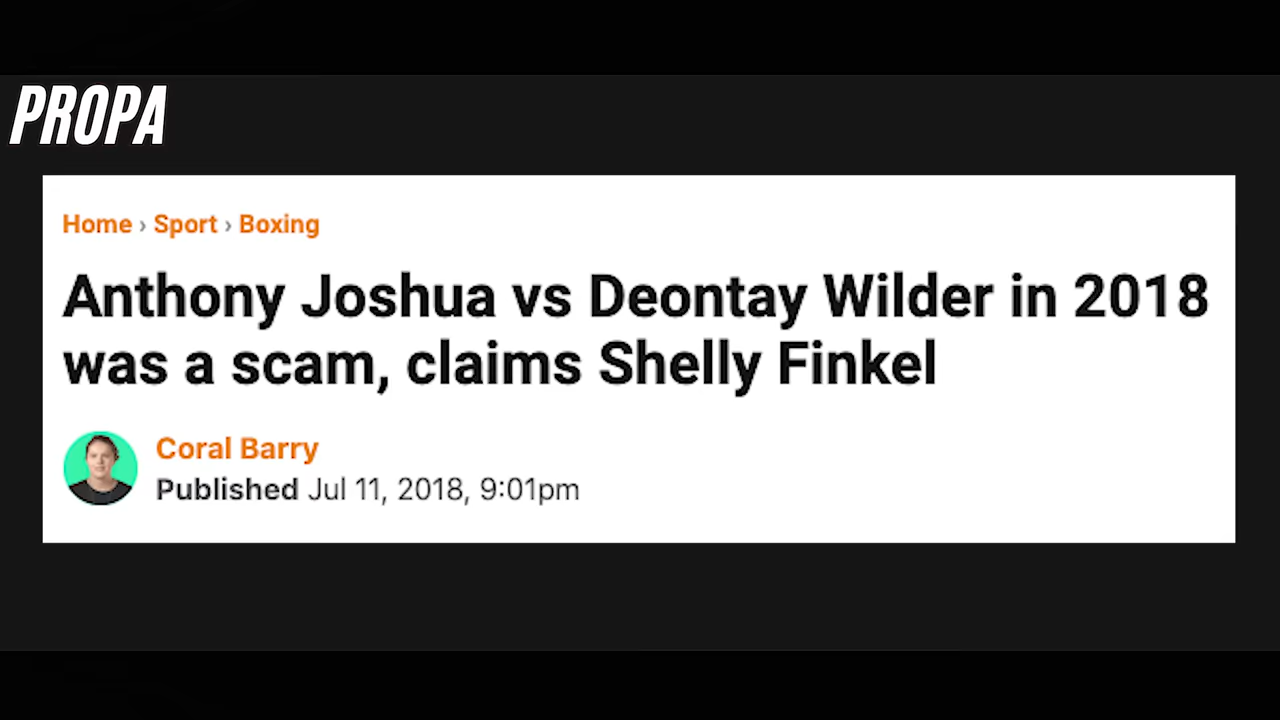 PROPA
Home › Sport › Boxing
Anthony Joshua vs Deontay Wilder in 2018
was a scam, claims Shelly Finkel
Coral Barry
Published Jul 11, 2018, 9:01pm